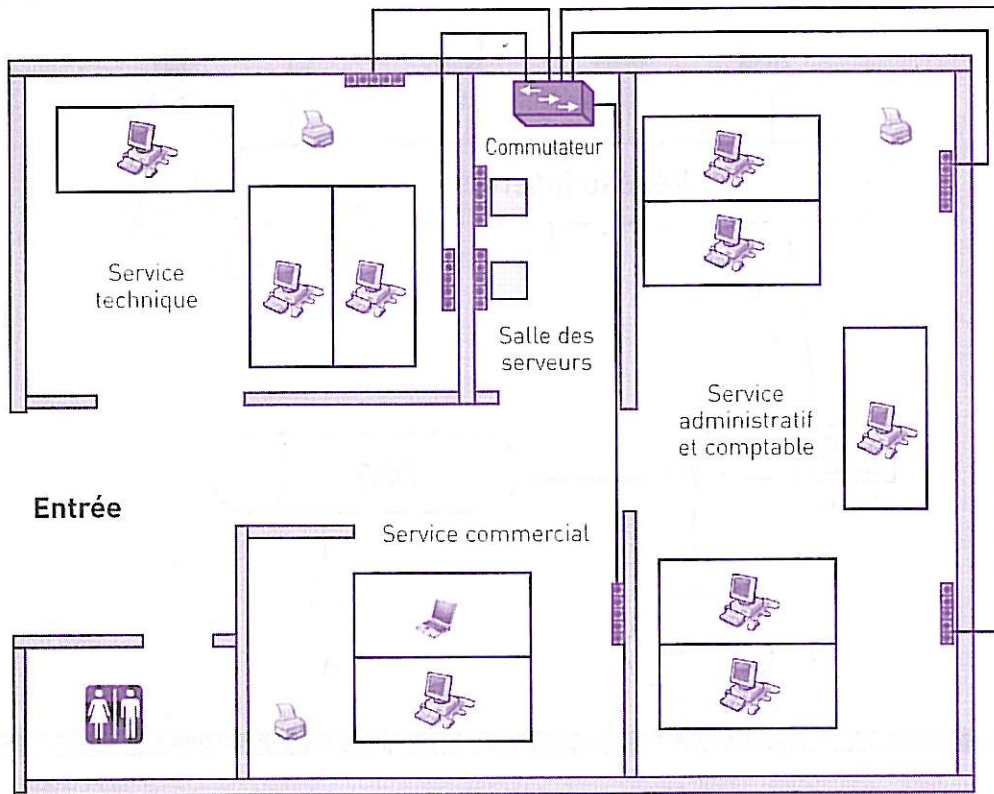 Commutateur
Service
technique
Salle des
serveurs
Service
administratif
et comptable
Entrée
Service commercial